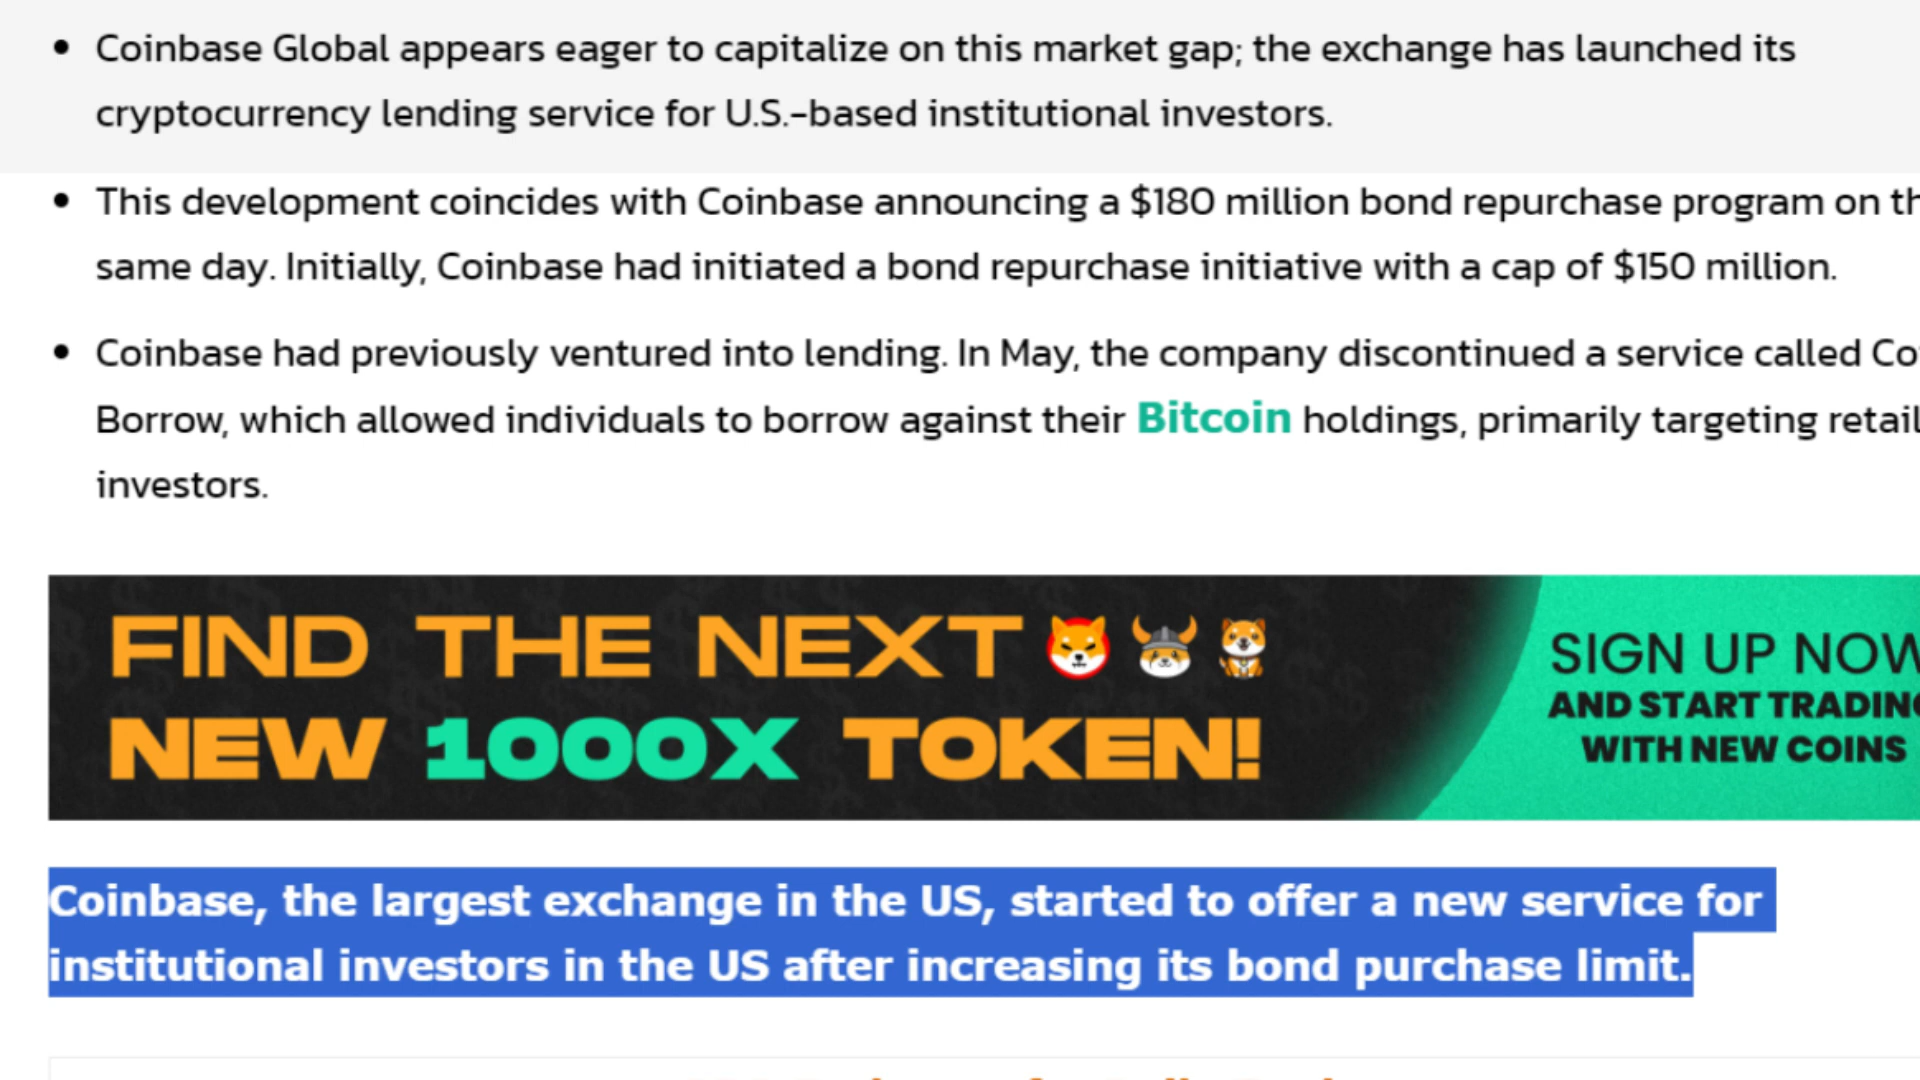 Coinbase Global appears eager to capitalize on this market gap; the exchange has launched its
cryptocurrency lending service for U.S.-based institutional investors.
This development coincides with Coinbase announcing a $180 million bond repurchase program on
same day. Initially, Coinbase had initiated a bond repurchase initiative with a cap of $150 million.
Coinbase had previously ventured into lending. In May, the company discontinued a service called
Borrow, which allowed individuals to borrow against their Bitcoin holdings, primarily targeting retail
investors.
FIND THE NEXT
NEW 1000X TOKEN!
SIGN UP NOW
AND START TRADING
WITH NEW COINS
Coinbase, the largest exchange in the US, started to offer a new service for
institutional investors in the US after increasing its bond purchase limit.